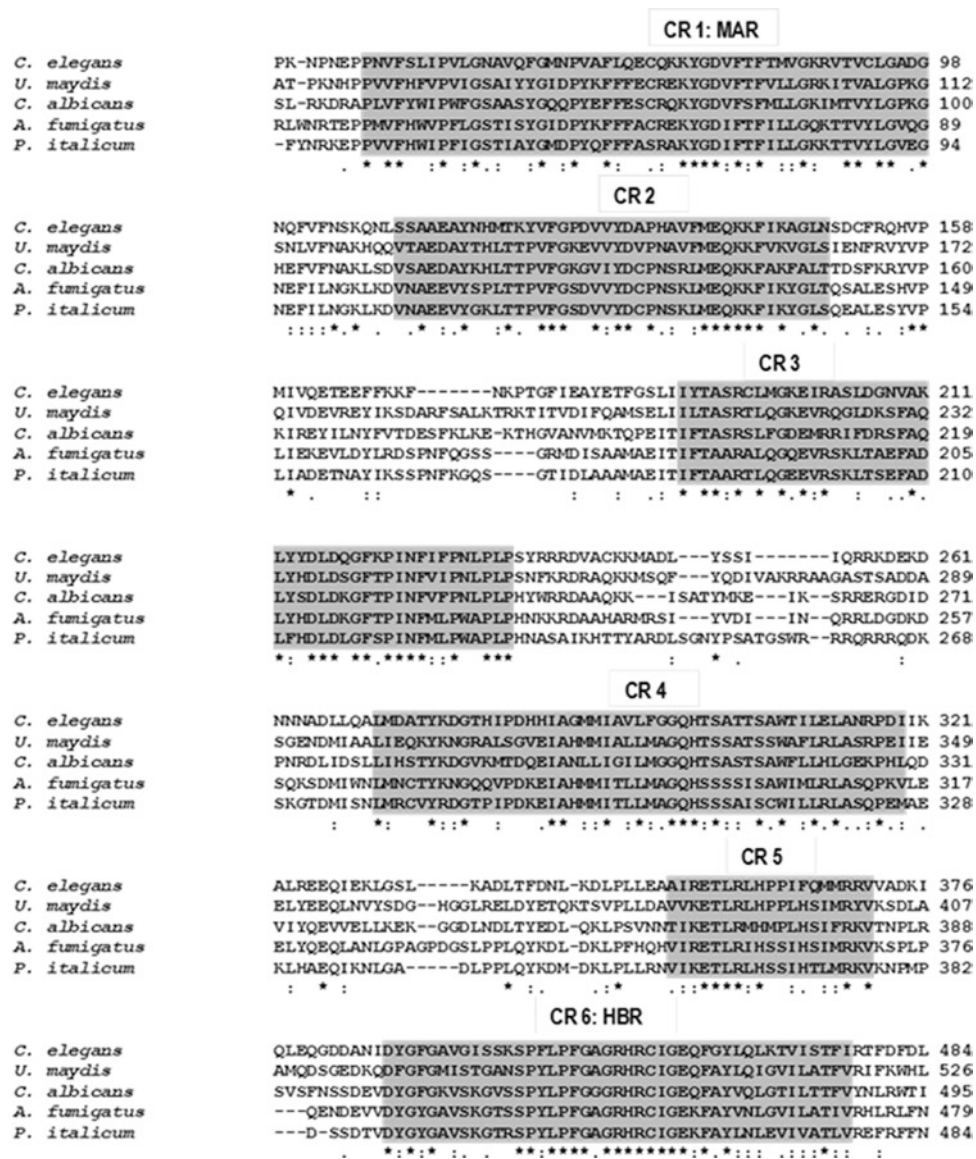 CR 1: MAR
C. elegans PK-NPNEPPNVFSLIPVLGNAVQFGMNPVAFLQECQKKYGDVFTFTMVGKRVTVCLGADG 98
U. maydis AT-PKNHPPVVFHFVPVIGSAIYYGIDPYKFFFECREKYGDVFTFVLLGRKITVALGPKG 112
C. albicans SL-RKDRAPLVFYWIPWFGSAASYGQQPYEFFESCRQKYGDVFSFMLLGKIMTVYLGPKG 100
A. fumigatus RLWNRTEPPMVFHWVPFLGSTISYGIDPYKFFFACREKYGDIFTFILLGQKTTVYLGVQG 89
P. italicum -FYNRKEPPVVFHWIPFIGSTIAYGMDPYQFFFASRAKYGDIFTFILLGKKTTVYLGVEG 94
. * ** :* :*.: :* :* *: .: ****:*:* ::*: ** ** .*
CR 2
C. elegans NQFVFNSKQNLSSAAEAYNHMTKYVFGPDVVYDAPHAVFMEQKKFIKAGLNSDCFRQHVP 158
U. maydis SNLVFNAKHQQVTAEDAYTHLTTPVFGSDVVYDVPNAVFMEQKKFVKVGLSIENFRVYVP 172
C. albicans HEFVFNAKLSDVSAEDAYKHLTTPVFGKGVIYDCPNSRLMEQKKFAKFALTTDSFKRYVP 160
A. fumigatus NEFILNGKLKDVNAEEVYSPLTTPVFGSDVVYDCPNSKLMEQKKFIKYGLTQSALESHVP 149
P. italicum NEFILNGKLKDVNAEEVYGKLTTPVFGSDVVYDCPNSKLMEQKKFIKYGLSQEALESYVP 154
::::*.* . .* :.* :*. *** .*:** *:: :****** * .*. . :. **
CR 3
C. elegans MIVQETEEFFKKF-------NKPTGFIEAYETFGSLIIYTASRCLMGKEIRASLDGNVAK 211
U. maydis QIVDEVREYIKSDARFSALKTRKTITVDIFQAMSELIILTASRTLQGKEVRQGLDKSFAQ 232
C. albicans KIREYILNYFVTDESFKLKE-KTHGVANVMKTQPEITIFTASRSLFGDEMRRIFDRSFAQ 219
A. fumigatus LIEKEVLDYLRDSPNFQGSS----GRMDISAAMAEITIFTAARALQGQEVRSKLTAEFAD 205
P. italicum LIADETNAYIKSSPNFKGQS----GTIDLAAAMAEITIFTAARTLQGEEVRSKLTSEFAD 210
* . :: : : .: * **:* * *.*:* : ..*.
C. elegans LYYDLDQGFKPINFIFPNLPLPSYRRRDVACKKMADL---YSSI-------IQRRKDEKD 261
U. maydis LYHDLDSGFTPINFVIPNLPLPSNFKRDRAQKKMSQF---YQDIVAKRRAAGASTSADDA 289
C. albicans LYSDLDKGFTPINFVFPNLPLPHYWRRDAAQKK---ISATYMKE---IK---SRRERGDID 271
A. fumigatus LYHDLDKGFTPINFMLPWAPLPHNKKRDAAHARMRSI---YVDI---IN---QRRLDGDKD 257
P. italicum LFHDLDLGFSPINFMLPWAPLPHNASAIKHTTYARDLSGNYPSATGSWR--RRQRRRQDK 268
*: *** **.****::* *** : * . :
CR 4
C. elegans NNNADLLQALMDATYKDGTHIPDHHIAGMMIAVLFGGQHTSATTSAWTILELANRPDIIK 321
U. maydis SGENDMIAALIEQKYKNGRALSGVEIAHMMIALLMAGQHTSSATSSWAFLRLASRPEIIE 349
C. albicans PNRDLIDSLLIHSTYKDGVKMTDQEIANLLIGILMGGQHTSASTSAWFLLHLGEKPHLQD 331
A. fumigatus SQKSDMIWNLMNCTYKNGQQVPDKEIAHMMITLLMAGQHSSSSISAWIMLRLASQPKVLE 317
P. italicum SKGTDMISNLMRCVYRDGTPIPDKEIAHMMITLLMAGQHSSSSAISCWILLRLASQPEMAE 328
: *: *::* : .** ::* :*:.***:*:: *:* :*.*..:*.: .
CR 5
C. elegans ALREEQIEKLGSL-----KADLTFDNL-KDLPLLEAAIRETLRLHPPIFQMMRRVVADKI 376
U. maydis ELYEEQLNVYSDG--HGGLRELDYETQKTSVPLLDAVVKETLRLHPPLHSIMRYVKSDLA 407
C. albicans VIYQEVVELLKEK---GGDLNDLTYEDL-QKLPSVNNTIKETLRMHMPLHSIFRKVTNPLR 388
A. fumigatus ELYQEQLANLGPAGPDGSLPPLQYKDL-DKLPFHQHVIRETLRIHSSIHSIMRKVKSPLP 376
P. italicum KLHAEQIKNLGA-----DLPPLQYKDM-DKLPLLRNVIKETLRLHSSIHTLMRKVKNPMP 382
: * : * :. .:* ::****:* .:. ::* *
CR 6: HBR
C. elegans QLEQGDDANIDYGFGAVGISSKSPFLPFGAGRHRCIGEQFGYLQLKTVISTFIRTFDFDL 484
U. maydis AMQDSGEDKQDFGFGMISTGANSPYLPFGAGRHRCIGEQFAYLQIGVILATFVRIFKWHL 526
C. albicans SVSFNSSDEVDYGFGKVSKGVSSPYLPFGGGRHRCIGEQFAYVQLGTILTTFVYNLRWTI 495
A. fumigatus ---QENDEVVDYGYGAVSKGTSSPYLPFGAGRHRCIGEKFAYVNLGVILATIVRHLRLFN 479
P. italicum ---D-SSDTVDYGYGAVSKGTRSPYLPFGAGRHRCIGEKFAYLNLEVIVATLVREFRFFN 484
. *:*:* :. . **:****.********:*.*::: .:::*:: :